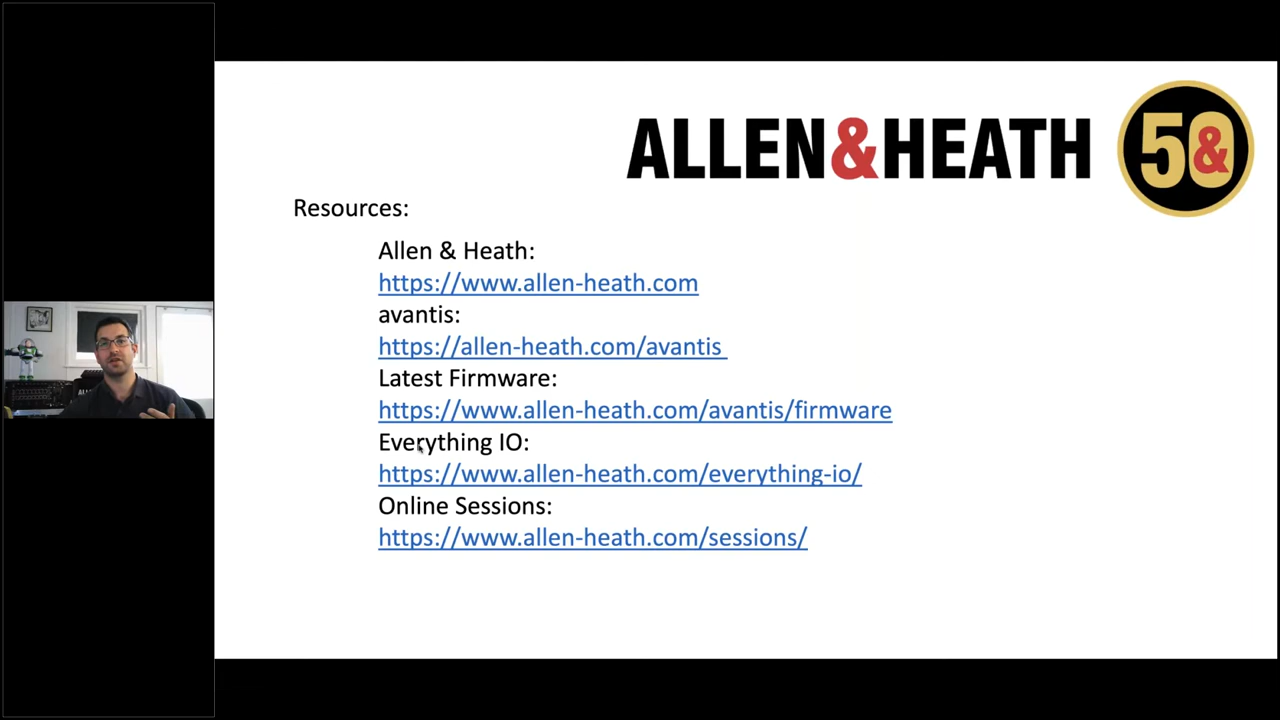 ALLEN&HEATH
50
&
Resources:
Allen & Heath:
https://www.allen-heath.com
avantis:
https://allen-heath.com/avantis
Latest Firmware:
https://www.allen-heath.com/avantis/firmware
Everything IO:
https://www.allen-heath.com/everything-io/
Online Sessions:
https://www.allen-heath.com/sessions/